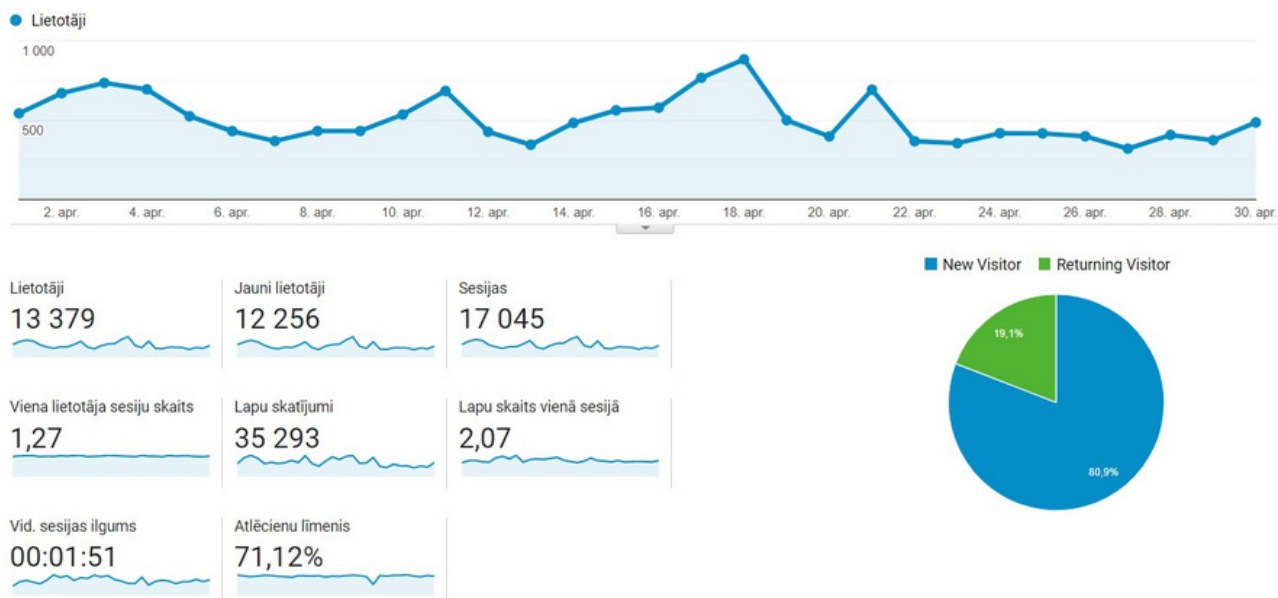 Lietotāji
1 000
500
2. apr. 4. apr. 6. apr. 8. apr. 10. apr. 12. apr. 14. apr. 16. apr. 18. apr. 20. apr. 22. apr. 24. apr. 26. apr. 28. apr. 30. apr.
New Visitor Returning Visitor
Lietotāji Jauni lietotāji Sesijas
13 379 12 256 17 045
19,1%
Viena lietotāja sesiju skaits Lapu skatījumi Lapu skaits vienā sesijā
1,27 35 293 2,07
80,9%
Vid. sesijas ilgums Atlēcienu līmenis
00:01:51 71,12%